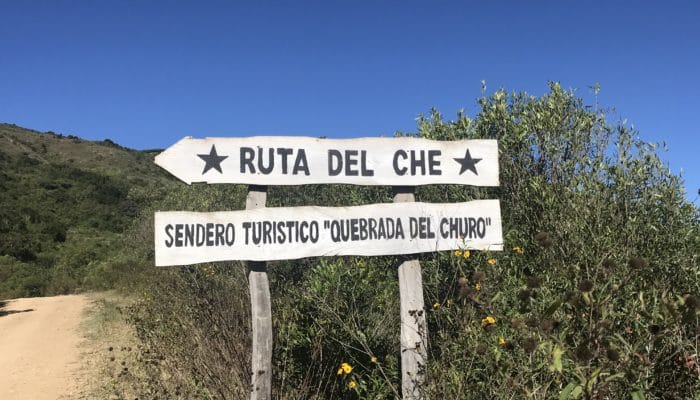 ★ RUTA DEL CHE ★
SENDERO TURISTICO "QUEBRADA DEL CHURO"